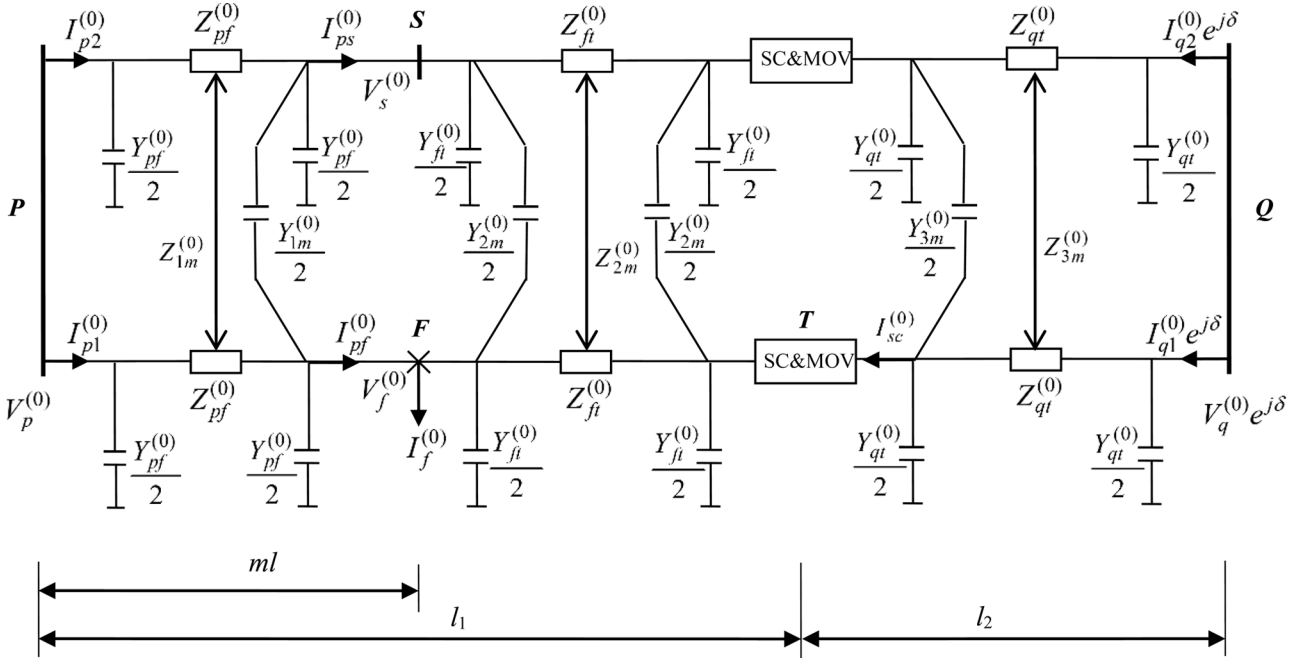 I_{p2}^{(0)} Z_{pf}^{(0)} I_{ps}^{(0)} S Z_{ft}^{(0)} Z_{qt}^{(0)} I_{q2}^{(0)}e^{jδ}
SC&MOV
V_s^{(0)}
Y_{pf}^{(0)}/2 Y_{pf}^{(0)}/2 Y_{ft}^{(0)}/2 Y_{ft}^{(0)}/2 Y_{qt}^{(0)}/2 Y_{qt}^{(0)}/2
P Q
Z_{1m}^{(0)} Y_{1m}^{(0)}/2 Y_{2m}^{(0)}/2 Z_{2m}^{(0)} Y_{2m}^{(0)}/2 Y_{3m}^{(0)}/2 Z_{3m}^{(0)}
I_{p1}^{(0)} I_{pf}^{(0)} F T I_{sc}^{(0)} I_{q1}^{(0)}e^{jδ}
SC&MOV
V_p^{(0)} Z_{pf}^{(0)} V_f^{(0)} Z_{ft}^{(0)} Z_{qt}^{(0)} V_q^{(0)}e^{jδ}
Y_{pf}^{(0)}/2 Y_{pf}^{(0)}/2 I_f^{(0)} Y_{ft}^{(0)}/2 Y_{ft}^{(0)}/2 Y_{qt}^{(0)}/2 Y_{qt}^{(0)}/2
ml
l_1 l_2